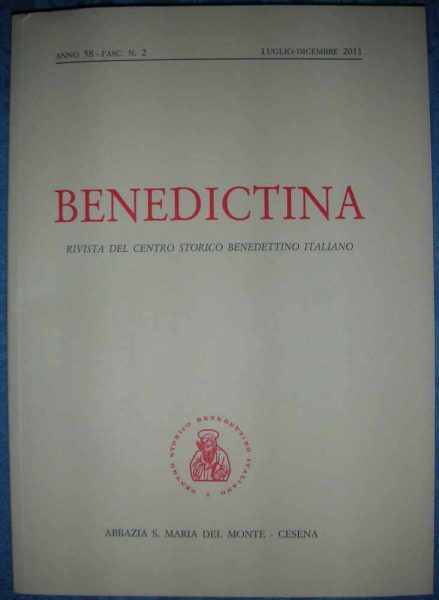 ANNO 58 - FASC. N. 2
LUGLIO-DICEMBRE 2011
BENEDICTINA
RIVISTA DEL CENTRO STORICO BENEDETTINO ITALIANO
CENTRO STORICO BENEDETTINO ITALIANO
ABBAZIA S. MARIA DEL MONTE - CESENA